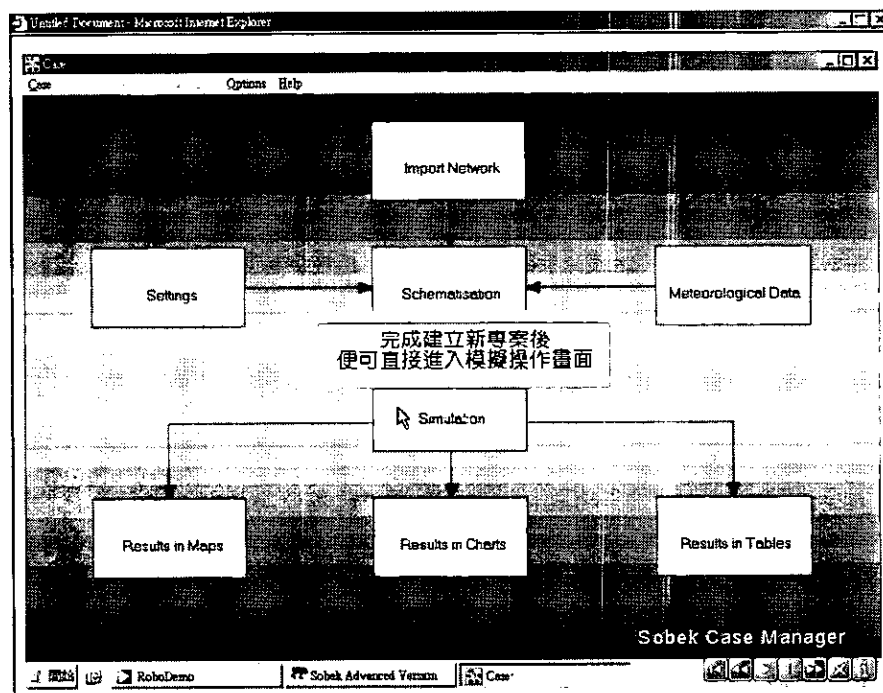 Untitled Document - Microsoft Internet Explorer
Case
Case Options Help
Import Network
Settings
Schematisation
Meteorological Data
完成建立新專案後
便可直接進入模擬操作畫面
Simulation
Results in Maps
Results in Charts
Results in Tables
Sobek Case Manager
開始 RoboDemo Sobek Advanced Version Case